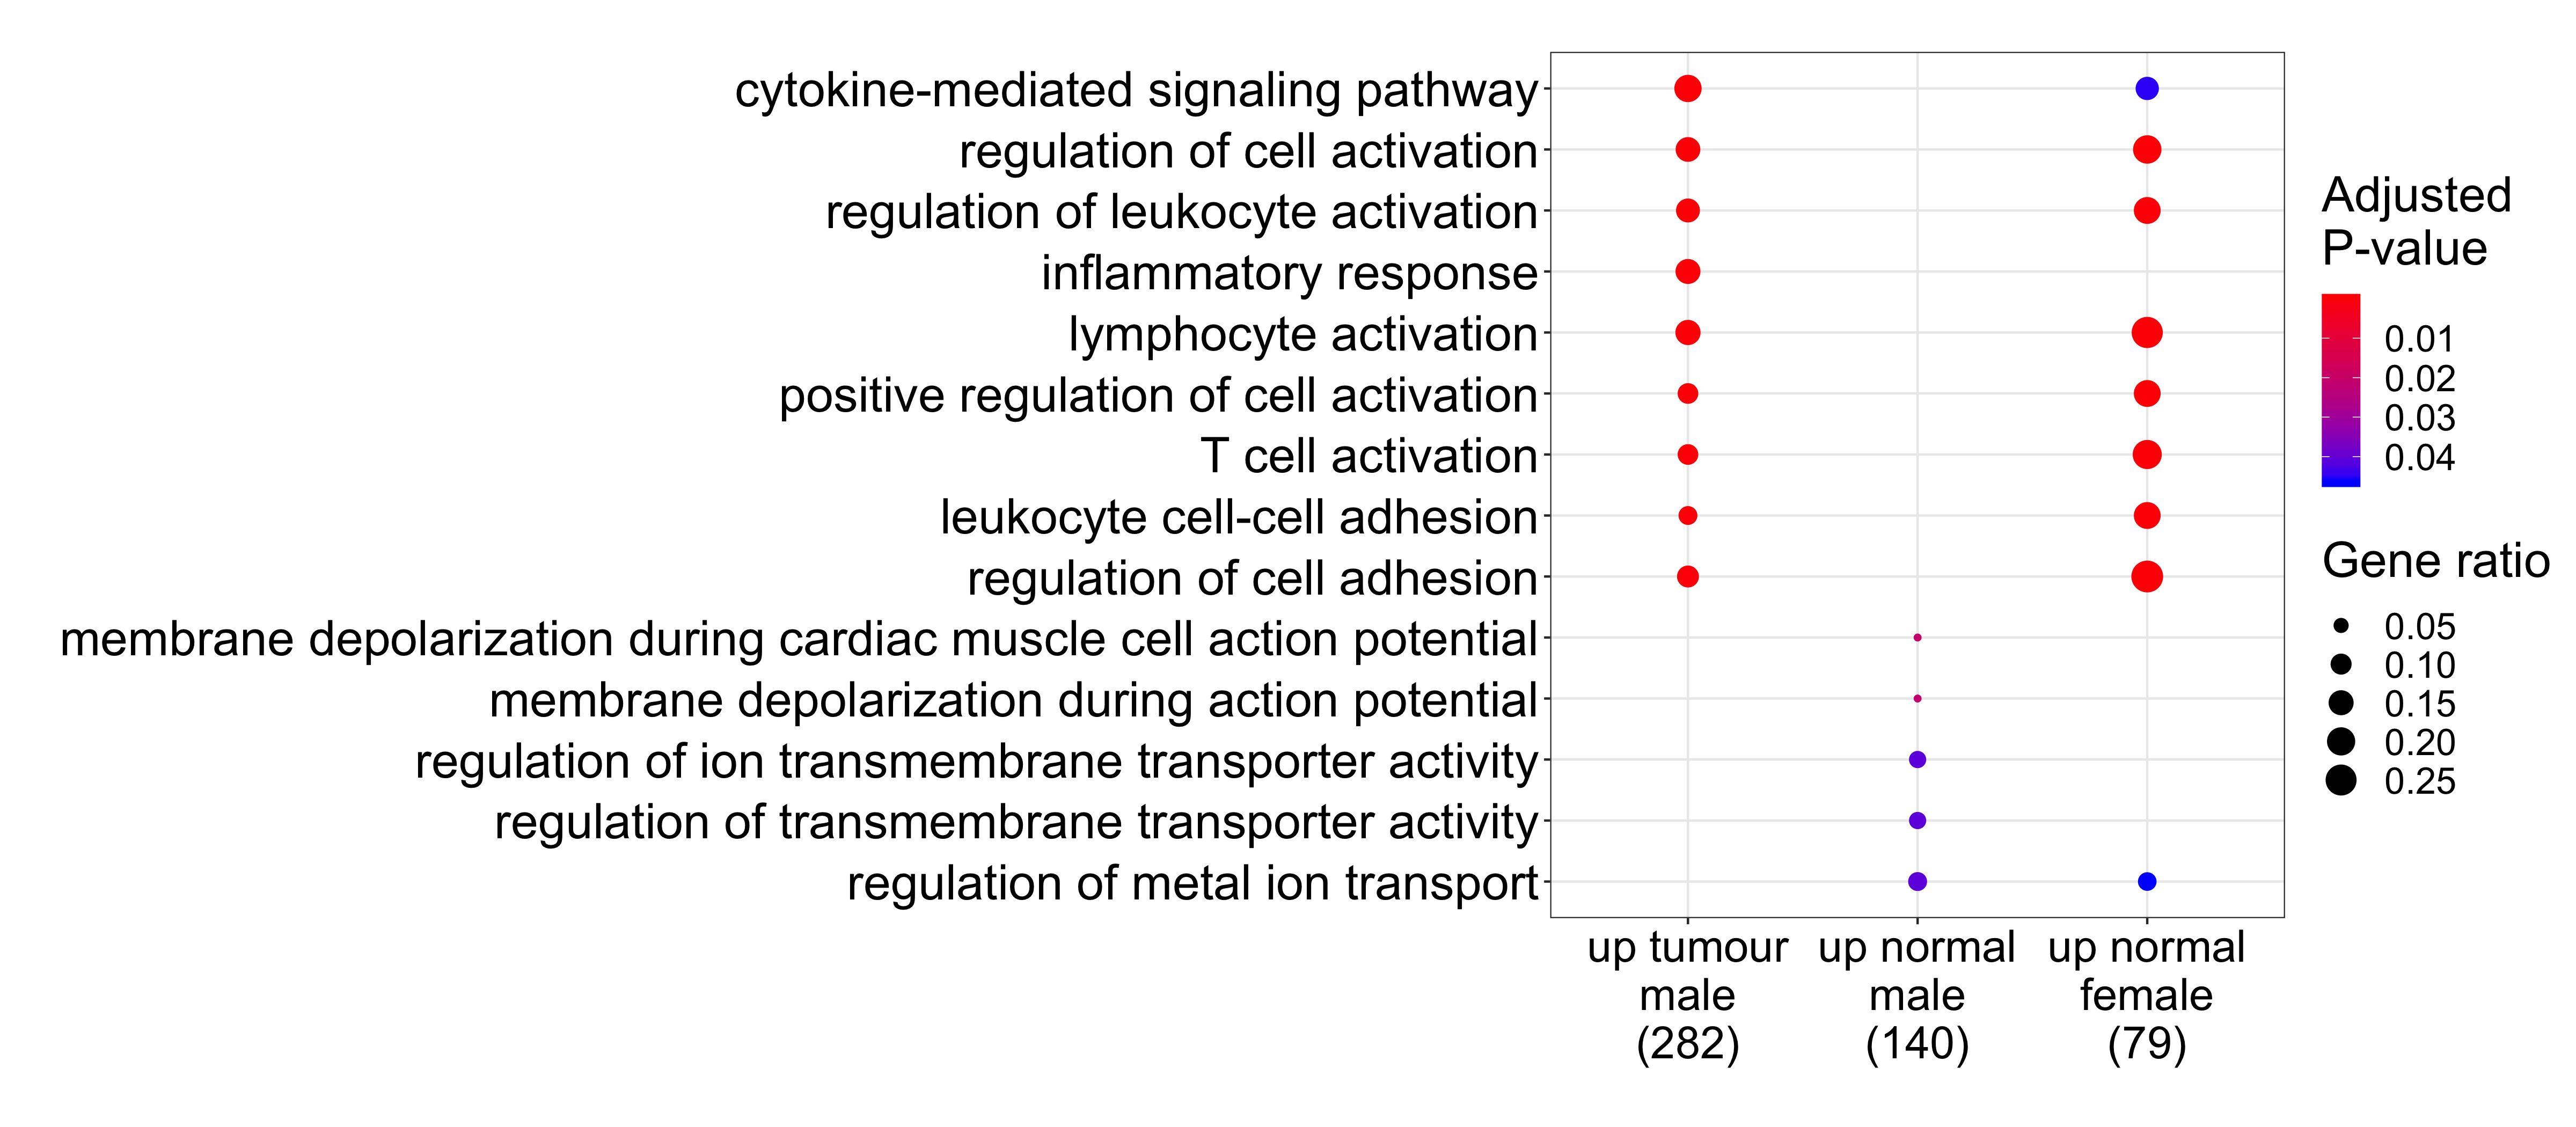 cytokine-mediated signaling pathway
regulation of cell activation
regulation of leukocyte activation
inflammatory response
lymphocyte activation
positive regulation of cell activation
T cell activation
leukocyte cell-cell adhesion
regulation of cell adhesion
membrane depolarization during cardiac muscle cell action potential
membrane depolarization during action potential
regulation of ion transmembrane transporter activity
regulation of transmembrane transporter activity
regulation of metal ion transport
up tumour
male
(282)
up normal
male
(140)
up normal
female
(79)
Adjusted
P-value
0.01
0.02
0.03
0.04
Gene ratio
0.05
0.10
0.15
0.20
0.25